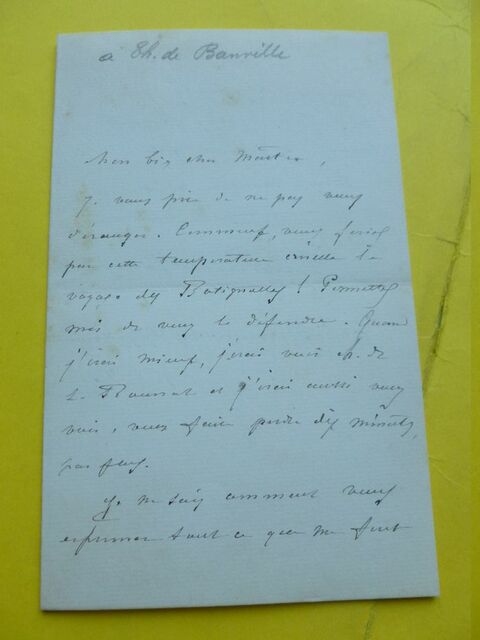 à Th. de Banville
Mon bien cher Maître,
Je vous prie de ne pas vous
déranger. Comment, vous feriez
par cette température cruelle le
voyage des Batignolles ! Permettez
moi de vous le défendre. Quand
j'irai mieux, j'irai voir
et j'irai aussi vous
voir, vous faire perdre dix minutes,
pas plus.
Je ne sais comment vous
exprimer tout ce que me font